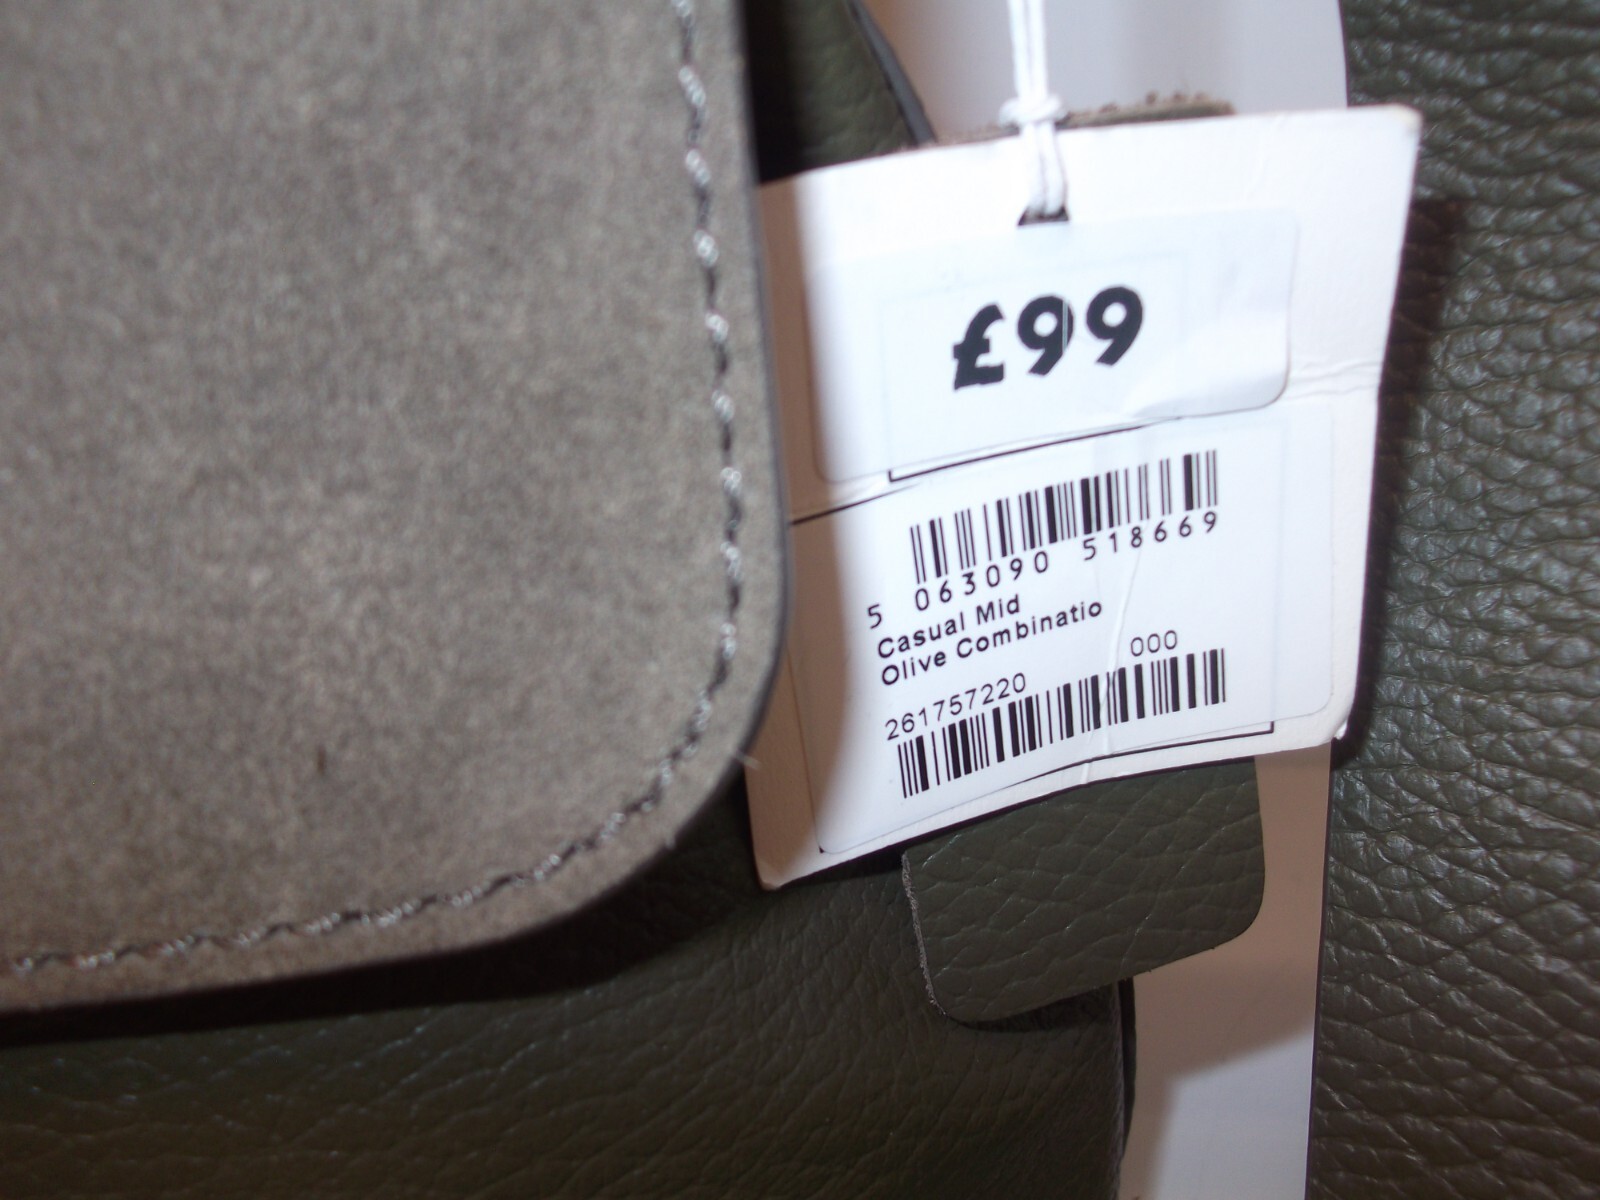 £99
5 063090 518669
Casual Mid
Olive Combinatio
000
261757220